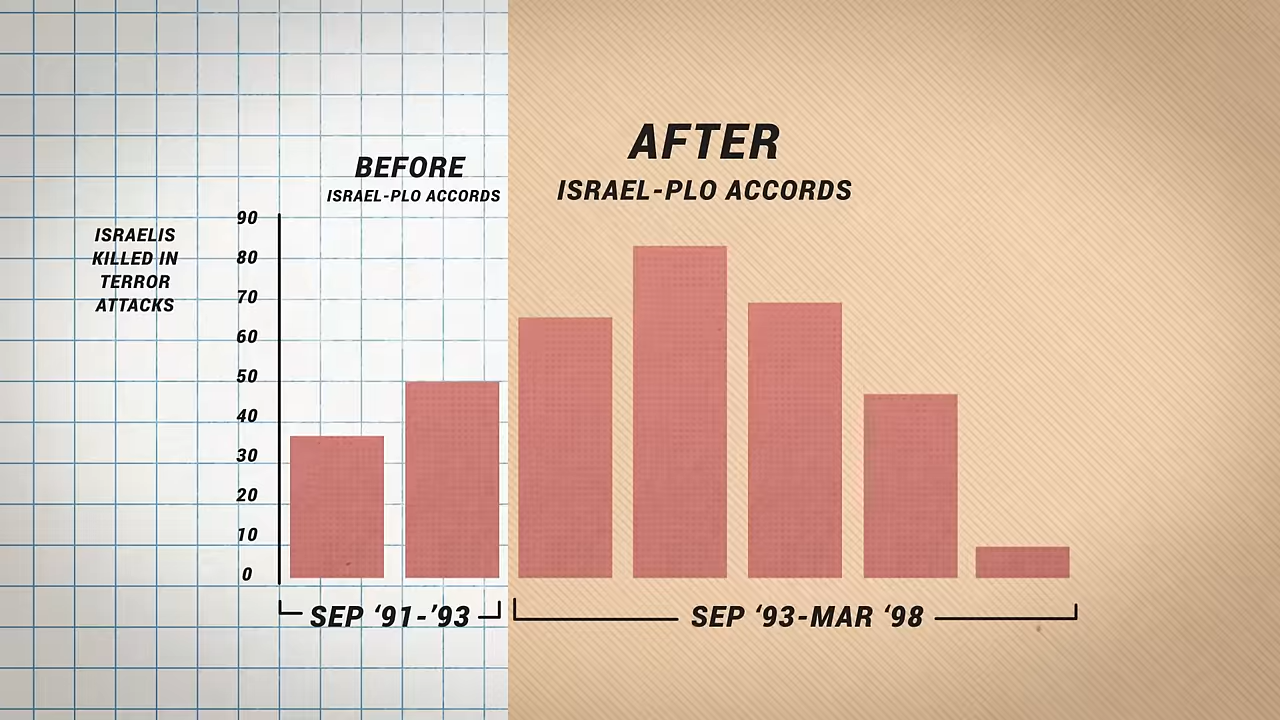 BEFORE
ISRAEL-PLO ACCORDS
AFTER
ISRAEL-PLO ACCORDS
ISRAELIS
KILLED IN
TERROR
ATTACKS
90
80
70
60
50
40
30
20
10
0
SEP ‘91-’93
SEP ‘93-MAR ‘98